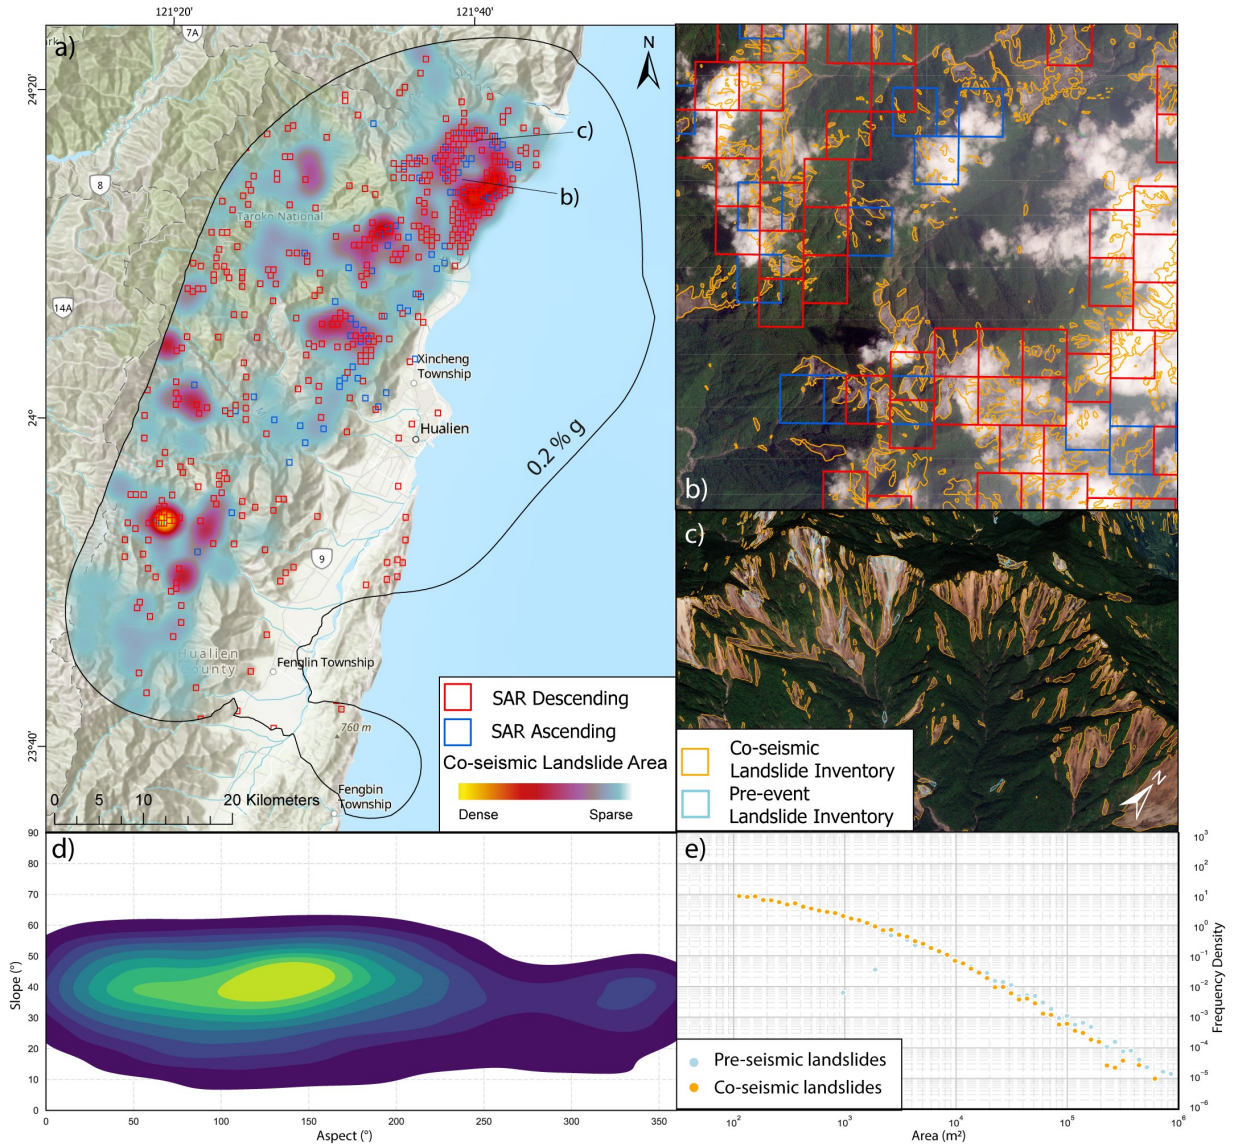 121°20'
121°40'
a)
7A
N
24°20'
c)
8
b)
Taroko National
14A
Xincheng
Township
24°
Hualien
0.2 % g
9
Hualien
County
Fenglin Township
760 m
23°40'
Fengbin
Township
0 5 10 20 Kilometers
SAR Descending
SAR Ascending
Co-seismic Landslide Area
Dense Sparse
b)
c)
Co-seismic
Landslide Inventory
Pre-event
Landslide Inventory
N
d)
90
80
70
60
50
40
30
20
10
0
Slope (°)
0 50 100 150 200 250 300 350
Aspect (°)
e)
10³
10²
10¹
10⁰
10⁻¹
10⁻²
10⁻³
10⁻⁴
10⁻⁵
10⁻⁶
Frequency Density
Pre-seismic landslides
Co-seismic landslides
10² 10³ 10⁴ 10⁵ 10⁶
Area (m²)